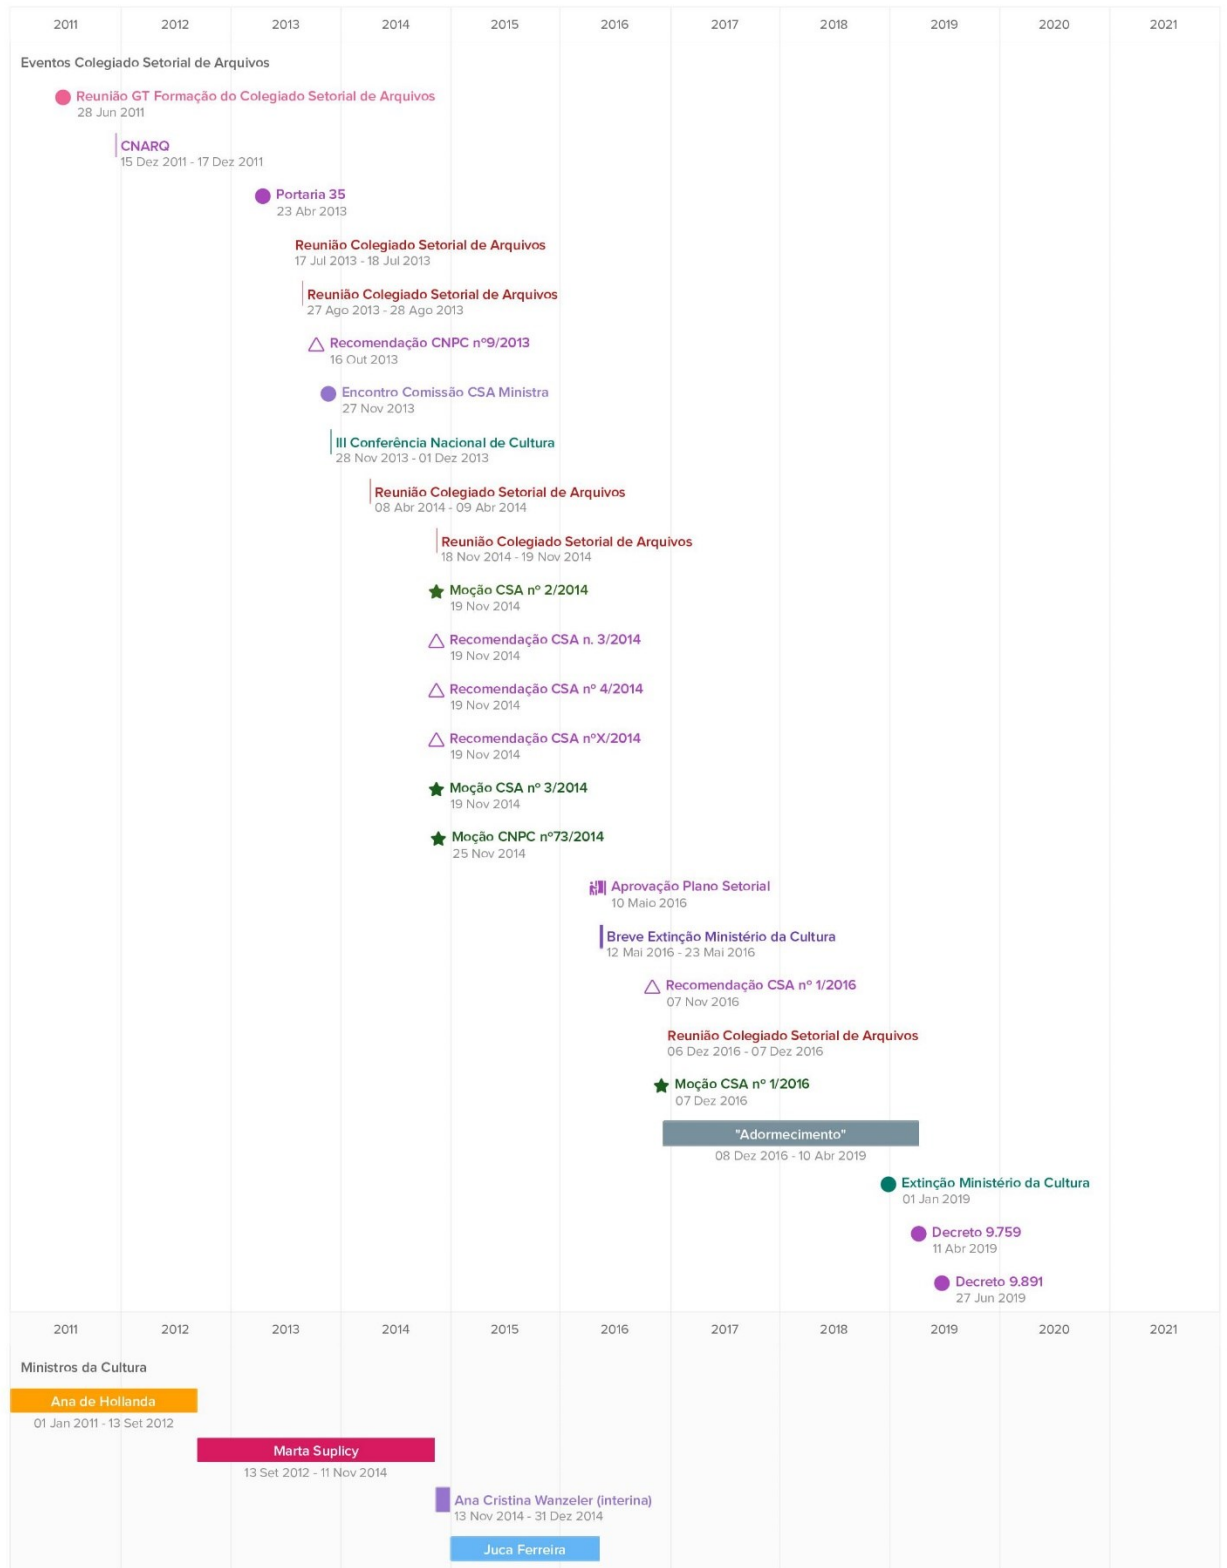 2011 2012 2013 2014 2015 2016 2017 2018 2019 2020 2021
Eventos Colegiado Setorial de Arquivos
Reunião GT Formação do Colegiado Setorial de Arquivos
28 Jun 2011
CNARQ
15 Dez 2011 - 17 Dez 2011
Portaria 35
23 Abr 2013
Reunião Colegiado Setorial de Arquivos
17 Jul 2013 - 18 Jul 2013
Reunião Colegiado Setorial de Arquivos
27 Ago 2013 - 28 Ago 2013
Recomendação CNPC nº9/2013
16 Out 2013
Encontro Comissão CSA Ministra
27 Nov 2013
III Conferência Nacional de Cultura
28 Nov 2013 - 01 Dez 2013
Reunião Colegiado Setorial de Arquivos
08 Abr 2014 - 09 Abr 2014
Reunião Colegiado Setorial de Arquivos
18 Nov 2014 - 19 Nov 2014
Moção CSA nº 2/2014
19 Nov 2014
Recomendação CSA n. 3/2014
19 Nov 2014
Recomendação CSA nº 4/2014
19 Nov 2014
Recomendação CSA nºX/2014
19 Nov 2014
Moção CSA nº 3/2014
19 Nov 2014
Moção CNPC nº73/2014
25 Nov 2014
Aprovação Plano Setorial
10 Maio 2016
Breve Extinção Ministério da Cultura
12 Mai 2016 - 23 Mai 2016
Recomendação CSA nº 1/2016
07 Nov 2016
Reunião Colegiado Setorial de Arquivos
06 Dez 2016 - 07 Dez 2016
Moção CSA nº 1/2016
07 Dez 2016
"Adormecimento"
08 Dez 2016 - 10 Abr 2019
Extinção Ministério da Cultura
01 Jan 2019
Decreto 9.759
11 Abr 2019
Decreto 9.891
27 Jun 2019
2011 2012 2013 2014 2015 2016 2017 2018 2019 2020 2021
Ministros da Cultura
Ana de Hollanda
01 Jan 2011 - 13 Set 2012
Marta Suplicy
13 Set 2012 - 11 Nov 2014
Ana Cristina Wanzeler (interina)
13 Nov 2014 - 31 Dez 2014
Juca Ferreira